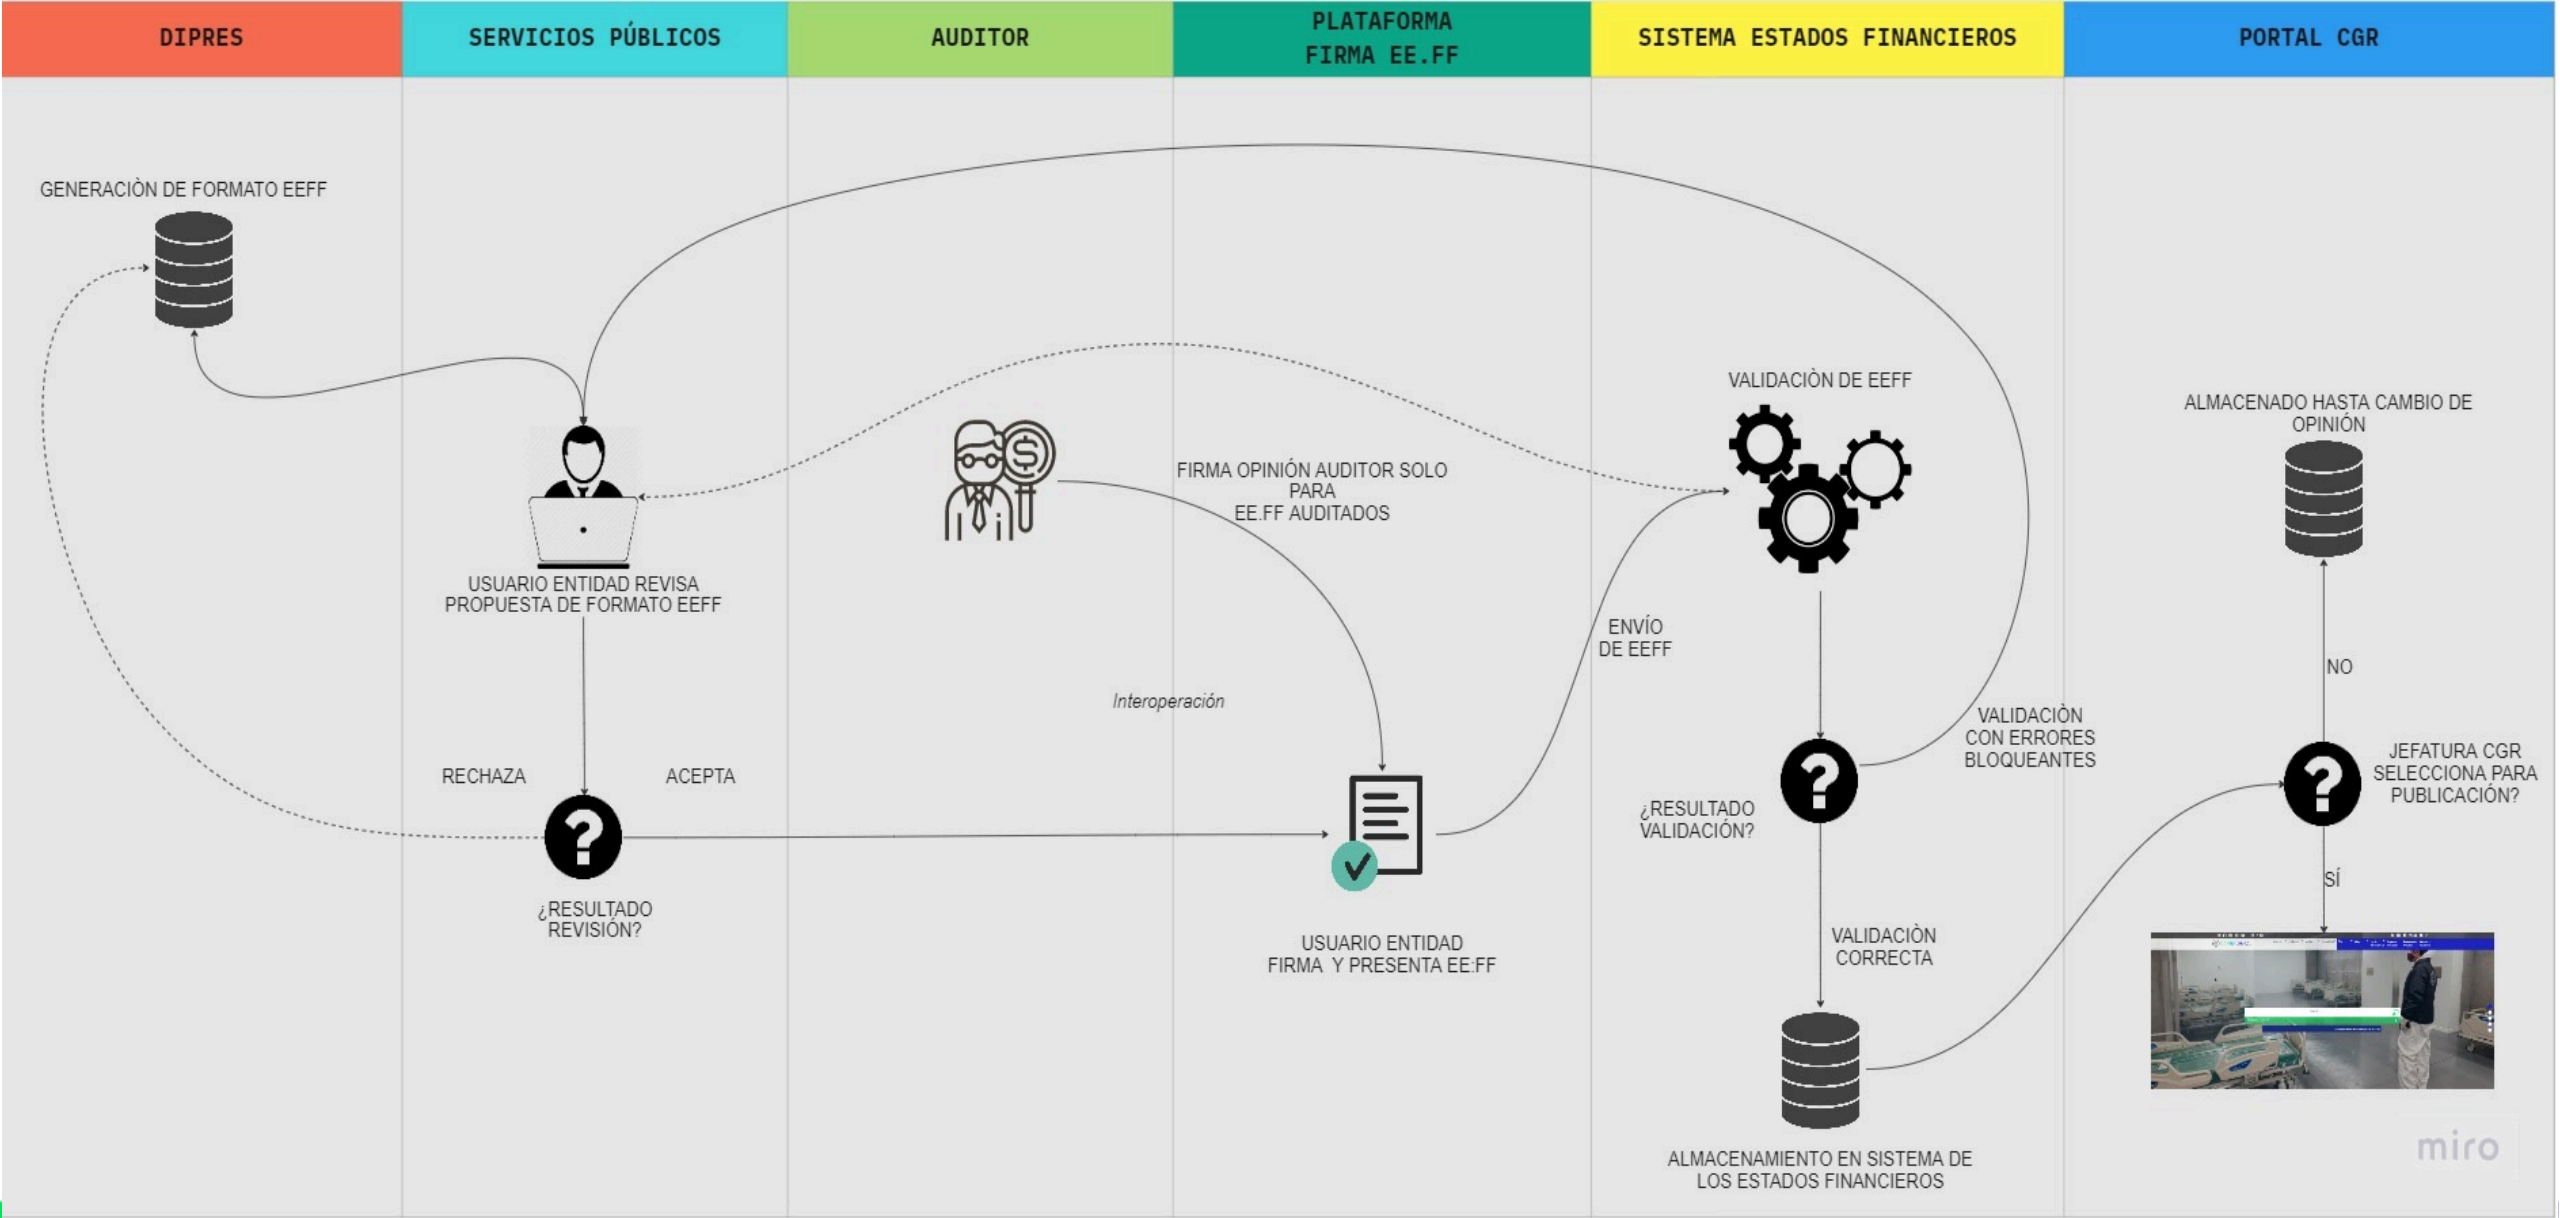 DIPRES
SERVICIOS PÚBLICOS
AUDITOR
PLATAFORMA
FIRMA EE.FF
SISTEMA ESTADOS FINANCIEROS
PORTAL CGR
GENERACIÒN DE FORMATO EEFF
USUARIO ENTIDAD REVISA
PROPUESTA DE FORMATO EEFF
RECHAZA
ACEPTA
¿RESULTADO
REVISIÓN?
FIRMA OPINIÓN AUDITOR SOLO
PARA
EE.FF AUDITADOS
Interoperación
USUARIO ENTIDAD
FIRMA Y PRESENTA EE:FF
ENVÍO
DE EEFF
VALIDACIÒN DE EEFF
¿RESULTADO
VALIDACIÓN?
VALIDACIÒN
CON ERRORES
BLOQUEANTES
VALIDACIÒN
CORRECTA
ALMACENAMIENTO EN SISTEMA DE
LOS ESTADOS FINANCIEROS
ALMACENADO HASTA CAMBIO DE
OPINIÓN
NO
JEFATURA CGR
SELECCIONA PARA
PUBLICACIÓN?
SÍ
miro